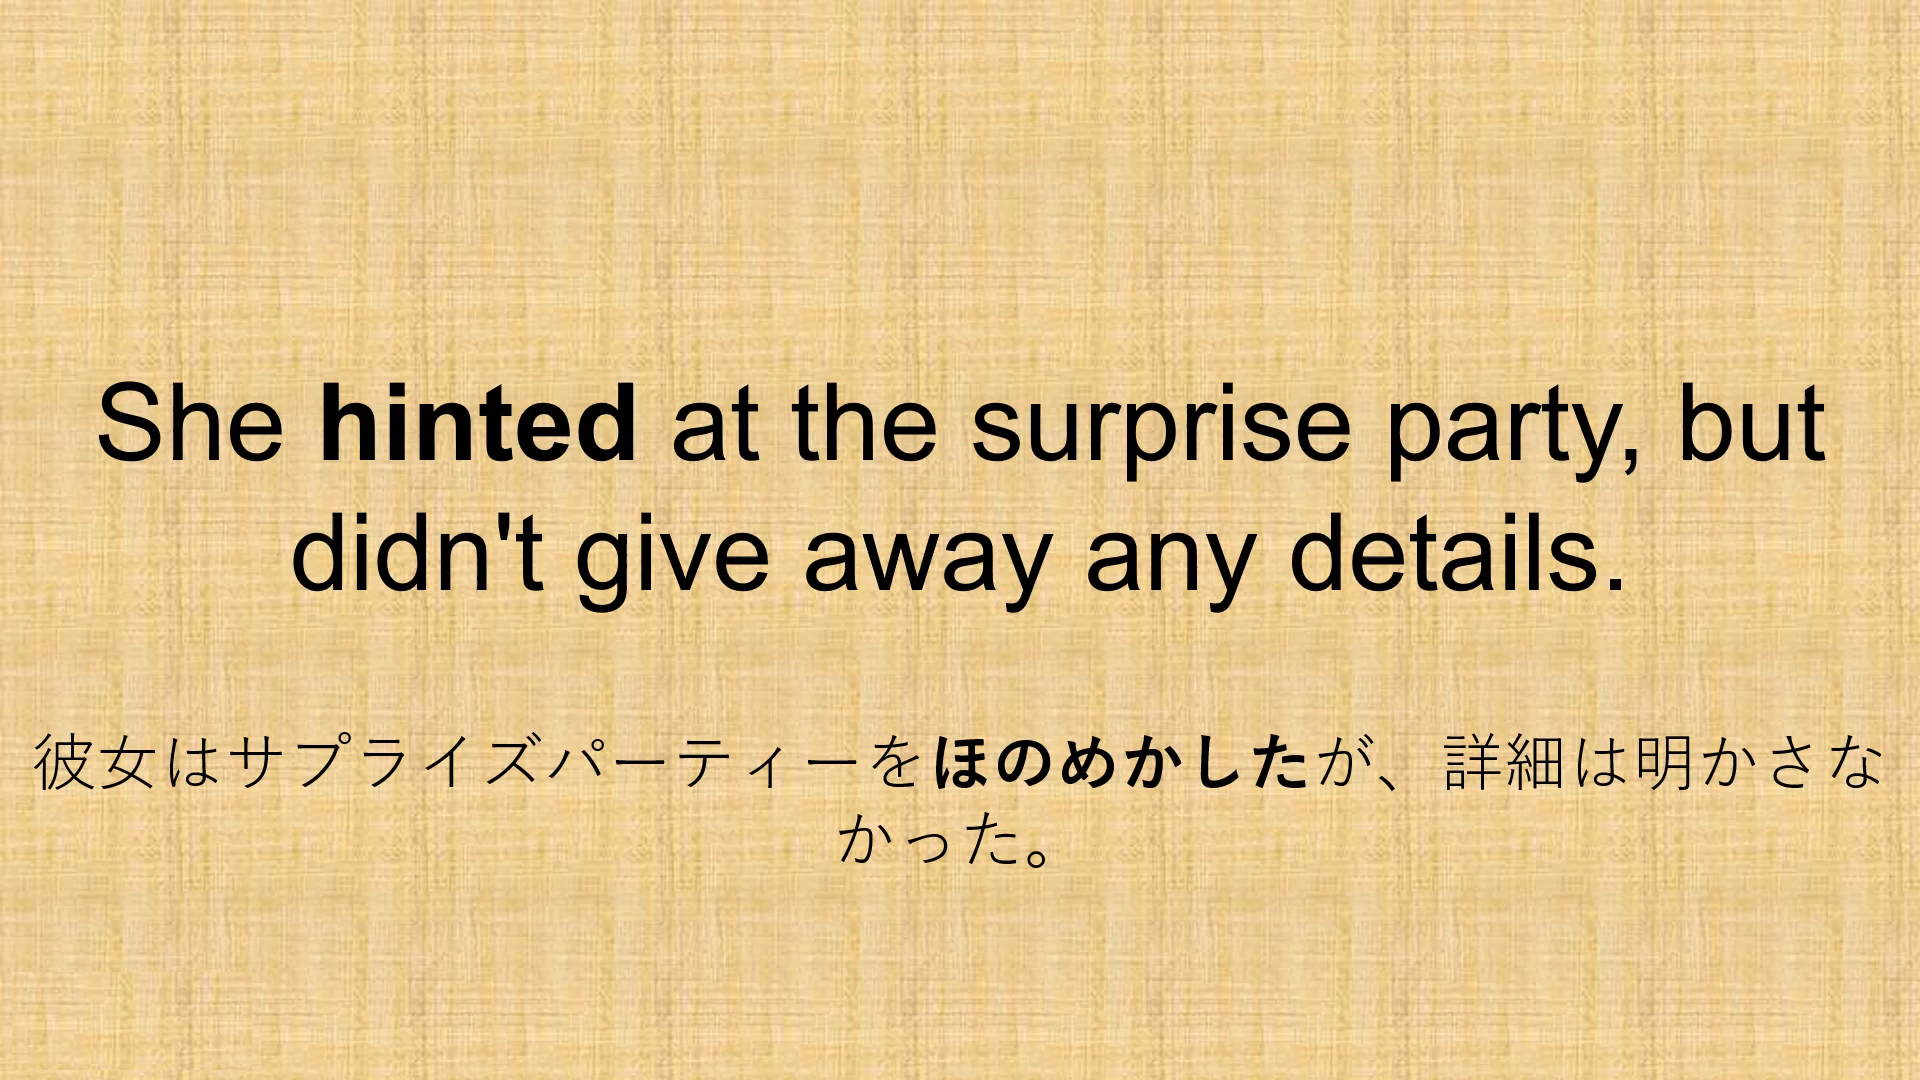 She hinted at the surprise party, but
didn't give away any details.
彼女はサプライズパーティーをほのめかしたが、詳細は明かさな
かった。